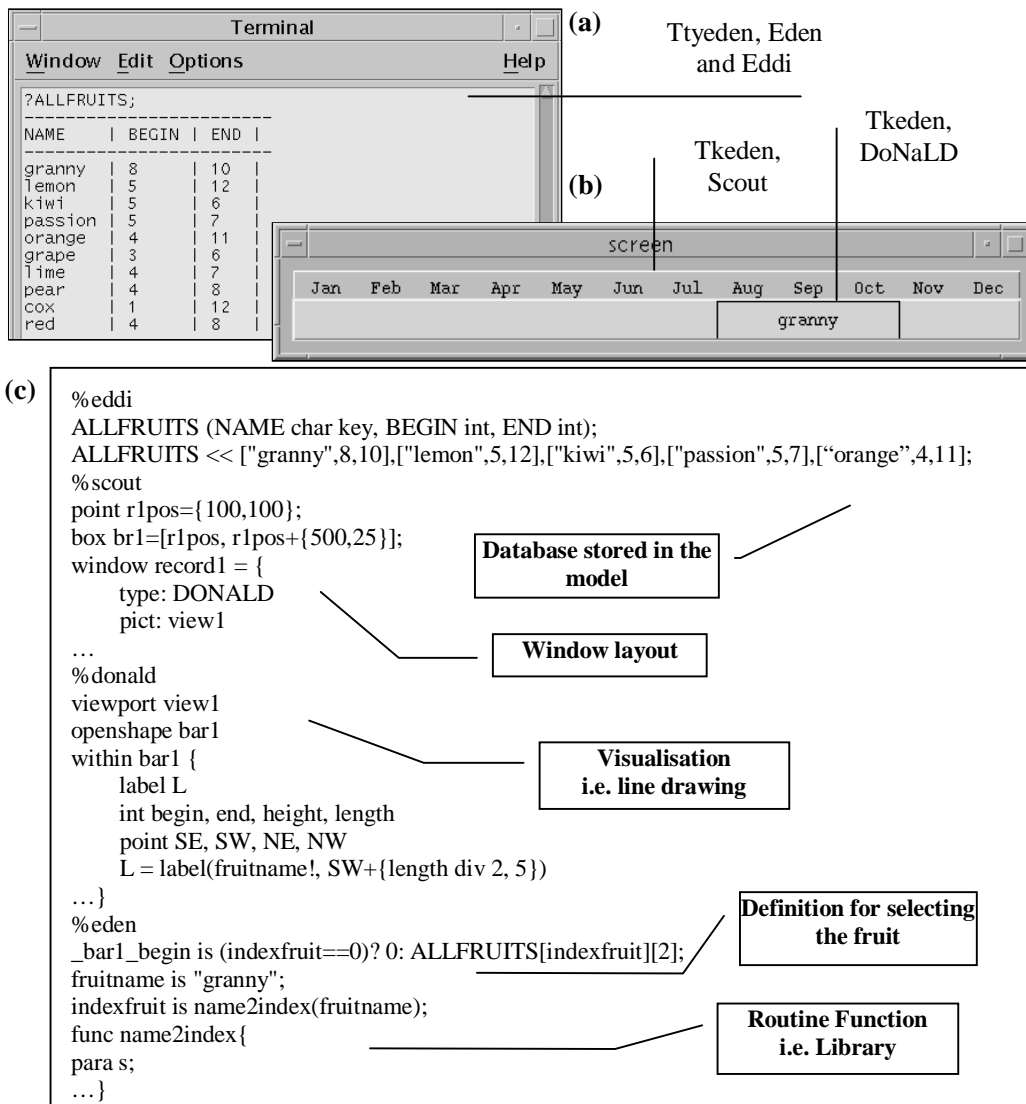 Terminal
(a)
Ttyeden, Eden
and Eddi
Window Edit Options Help
?ALLFRUITS;
----------------------------
NAME | BEGIN | END |
----------------------------
granny | 8 | 10 |
lemon | 5 | 12 |
kiwi | 5 | 6 |
passion | 5 | 7 |
orange | 4 | 11 |
grape | 3 | 6 |
lime | 4 | 7 |
pear | 4 | 8 |
cox | 1 | 12 |
red | 4 | 8 |
Tkeden,
Scout
Tkeden,
DoNaLD
(b)
screen
Jan Feb Mar Apr May Jun Jul Aug Sep Oct Nov Dec
granny
(c)
%eddi
ALLFRUITS (NAME char key, BEGIN int, END int);
ALLFRUITS << ["granny",8,10],["lemon",5,12],["kiwi",5,6],["passion",5,7],[“orange”,4,11];
%scout
point r1pos={100,100};
box br1=[r1pos, r1pos+{500,25}];
window record1 = {
type: DONALD
pict: view1
…
%donald
viewport view1
openshape bar1
within bar1 {
label L
int begin, end, height, length
point SE, SW, NE, NW
L = label(fruitname!, SW+{length div 2, 5})
…}
%eden
_bar1_begin is (indexfruit==0)? 0: ALLFRUITS[indexfruit][2];
fruitname is "granny";
indexfruit is name2index(fruitname);
func name2index{
para s;
…}
Database stored in the
model
Window layout
Visualisation
i.e. line drawing
Definition for selecting
the fruit
Routine Function
i.e. Library